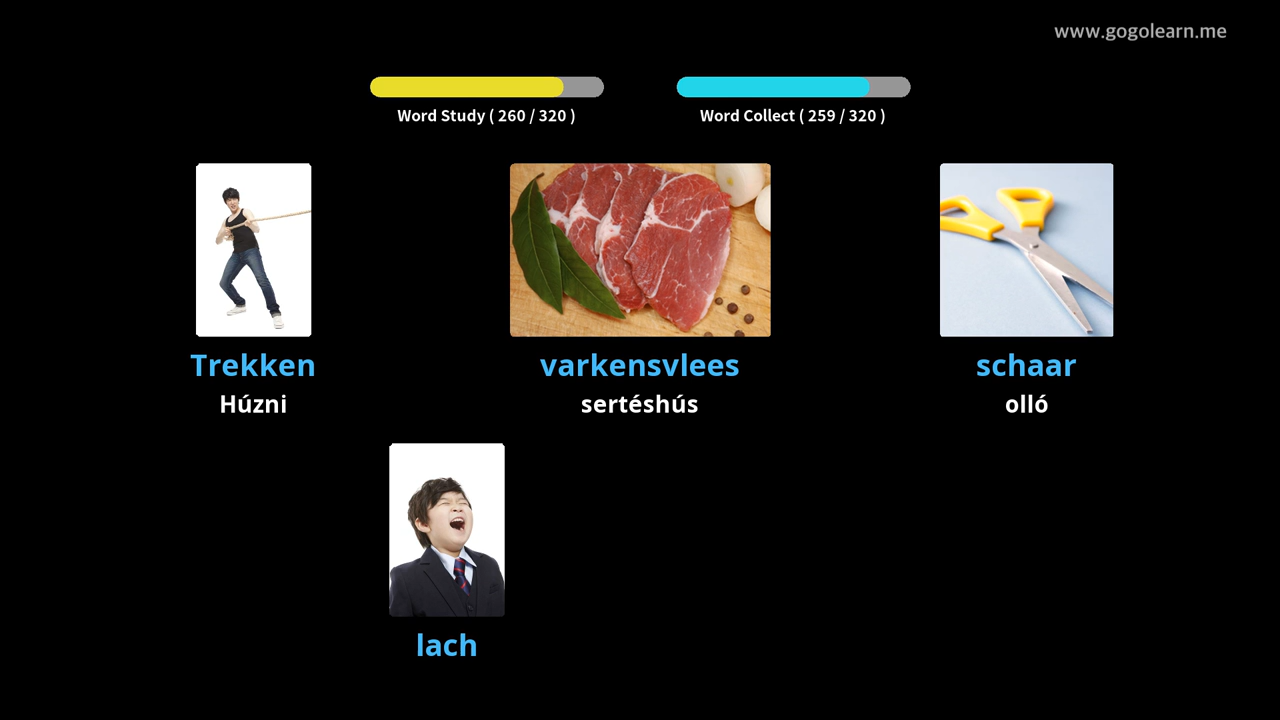 www.gogolearn.me
Word Study ( 260 / 320 )
Word Collect ( 259 / 320 )
Trekken
varkensvlees
schaar
Húzni
sertéshús
olló
lach